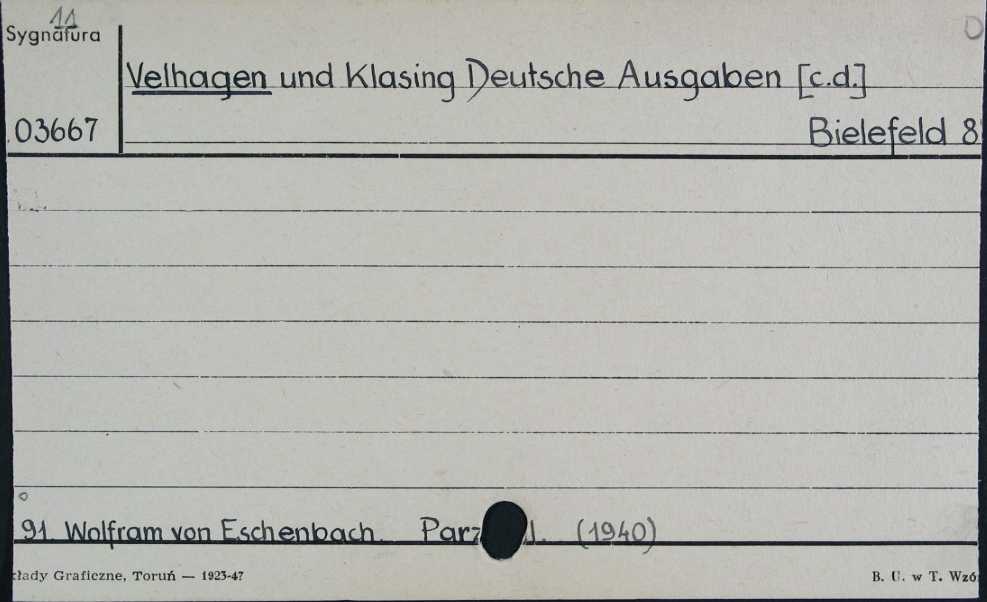 11
Sygnatura
Velhagen und Klasing Deutsche Ausgaben [c.d.]
03667
Bielefeld 8
91. Wolfram von Eschenbach. (1940)
kłady Graficzne, Toruń — 1923-47
B. U. w T. Wzó